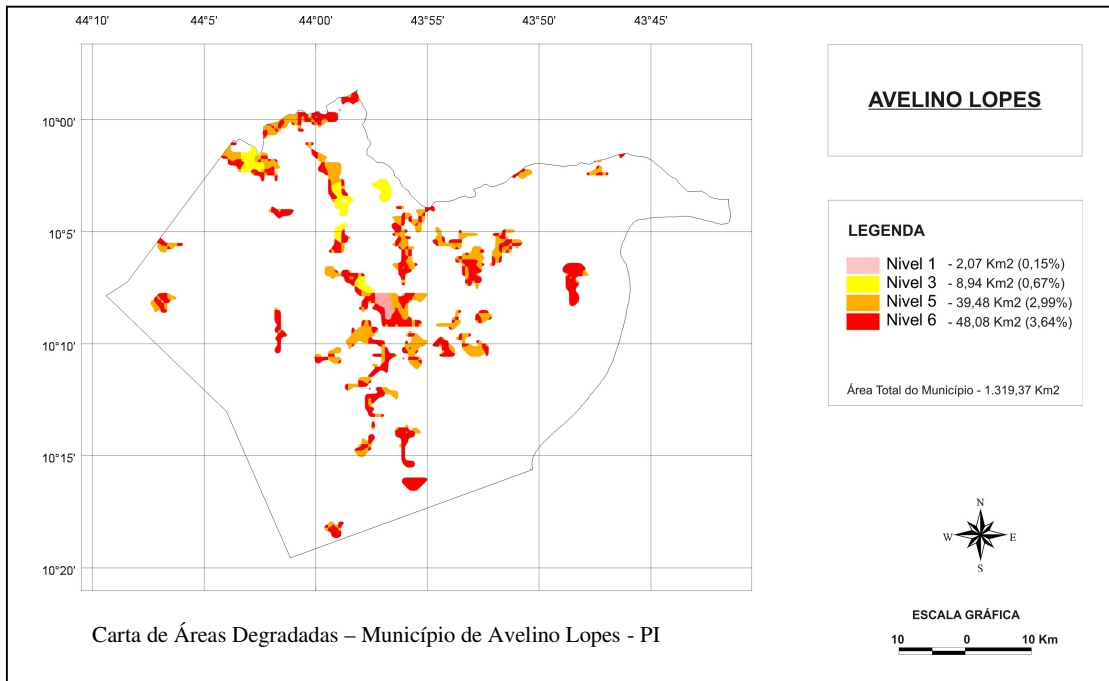 44°10' 44°5' 44°00' 43°55' 43°50' 43°45'
10°00'
10°5'
10°10'
10°15'
10°20'
AVELINO LOPES
LEGENDA
Nivel 1 - 2,07 Km2 (0,15%)
Nivel 3 - 8,94 Km2 (0,67%)
Nivel 5 - 39,48 Km2 (2,99%)
Nivel 6 - 48,08 Km2 (3,64%)
Área Total do Município - 1.319,37 Km2
N
W E
S
ESCALA GRÁFICA
10 0 10 Km
Carta de Áreas Degradadas – Município de Avelino Lopes - PI